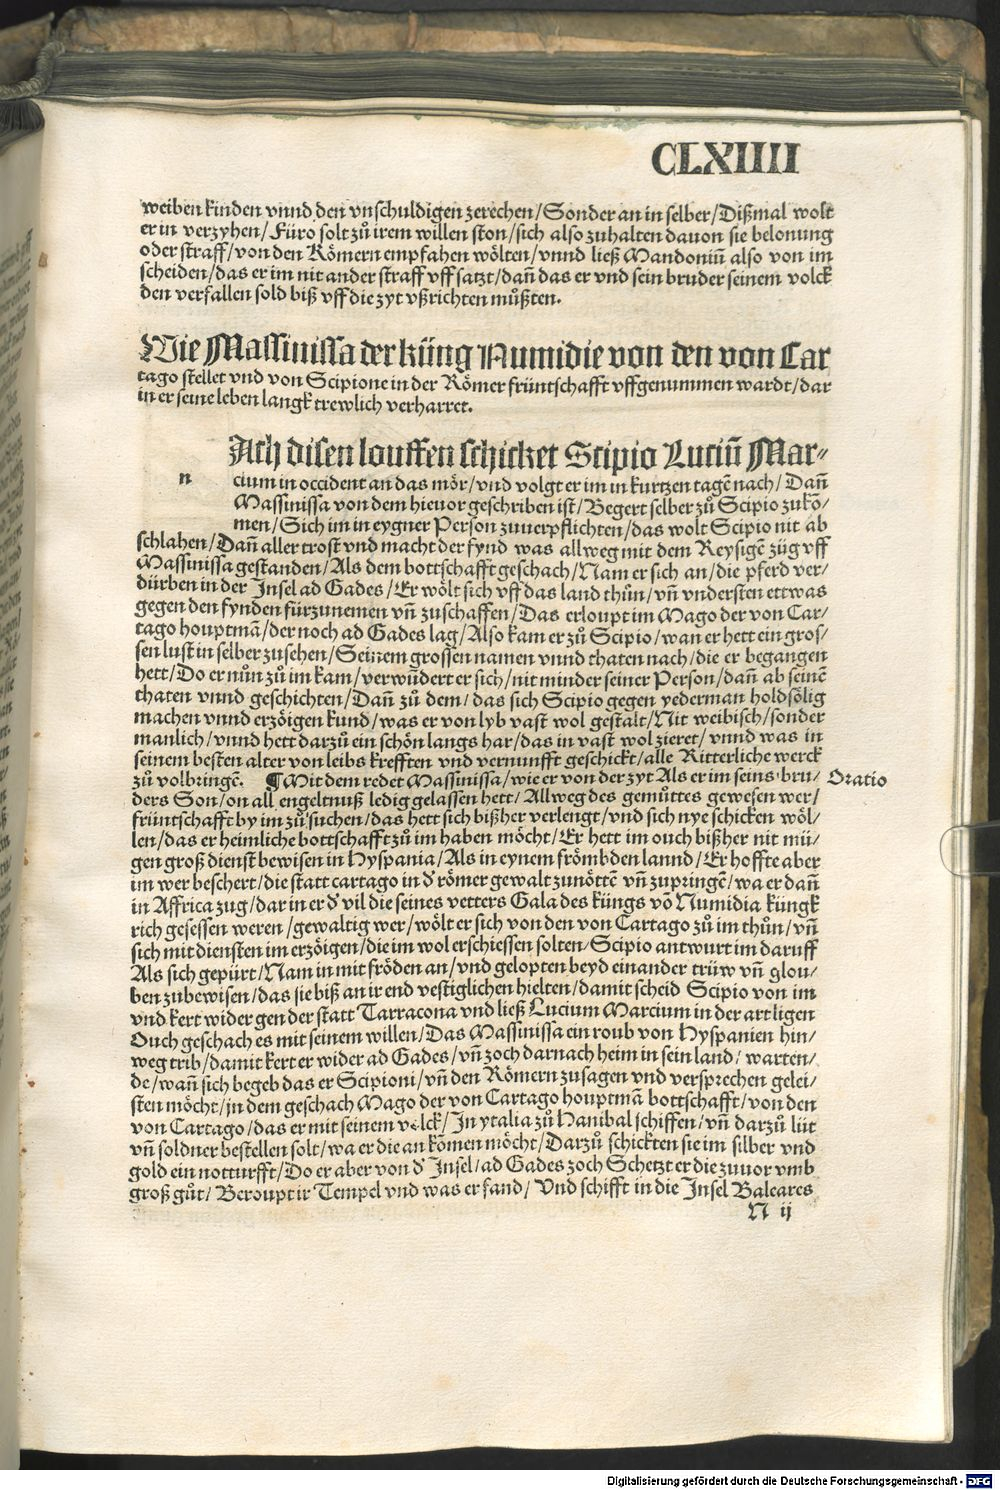 CLXIIII
weiben kinden vnnd den vnschuldigen zerechen/Sonder an in selber/Dißmal wolt
er in verzyhen/Füro solt zů irem willen ston/sich also zuhalten dauon sie belonung
oder straff/von den Römern empfahen wölten/vnnd ließ Mandoniū also von im
scheiden/das er im nit ander straff vff satzt/dañ das er vnd sein bruder seinem volck
den verfallen sold biß vff die zyt vßrichten můßten.
Wie Massinissa der küng Numidie von den von Car
tago stellet vnd von Scipione in der Römer früntschafft vffgenummen wardt/dar
in er seine leben langk trewlich verharret.
Ach disen louffen schicket Scipio Luciū Mar⸗
n
cium in occident an das mör/vnd volgt er im in kurtzen tagē nach/Dañ
Massinissa von dem hieuor geschriben ist/Begert selber zů Scipio zukō⸗
men/Sich im in eygner Person zuuerpflichten/das wolt Scipio nit ab
schlahen/Dañ aller trost vnd macht der fynd was allweg mit dem Reysigē züg vff
Massinissa gestanden/Als dem bottschafft geschach/Nam er sich an/die pferd ver⸗
dürben in der Insel ad Gades/Er wölt sich vff das land thůn/vñ vndersten ettwas
gegen den fynden fürzunemen vñ zuschaffen/Das erloupt im Mago der von Car⸗
tago houptmā/der noch ad Gades lag/Also kam er zů Scipio/wan er hett ein gros⸗
sen lust in selber zusehen/Seinem grossen namen vnnd thaten nach/die er begangen
hett/Do er nůn zů im kam/verwūdert er sich/nit minder seiner Person/dañ ab seinē
thaten vnnd geschichten/Dañ zů dem/das sich Scipio gegen yederman holdsölig
machen vnnd erzöigen kund/was er von lyb vast wol gestalt/Nit weibisch/sonder
manlich/vnnd hett darzů ein schön langs har/das in vast wol zieret/vnnd was in
seinem besten alter von leibs krefften vnd vernunfft geschickt/alle Ritterliche werck
zů volbringē. ¶Mit dem redet Massinissa/wie er von der zyt Als er im seins bru⸗
Oratio
ders Son/on all engeltnuß ledig gelassen hett/Allweg des gemůttes gewesen wer/
früntschafft by im zů suchen/das hett sich bißher verlengt/vnd sich nye schicken wöl⸗
len/das er heimliche bottschafft zů im haben möcht/Er hett im ouch bißher nit mü⸗
gen groß dienst bewisen in Hyspania/Als in eynem frömbden lannd/Er hoffte aber
im wer beschert/die statt cartago in d' römer gewalt zunöttē vñ zupringē/wa er dañ
in Affrica zug/dar in er d' vil die seines vetters Gala des küngs vō Numidia küngk
rich gesessen weren/gewaltig wer/wölt er sich von den von Cartago zů im thůn/vñ
sich mit diensten im erzöigen/die im wol erschiessen solten/Scipio antwurt im daruff
Als sich gepürt/Nam in mit fröden an/vnd gelopten beyd einander trüw vñ glou⸗
ben zubewisen/das sie biß an ir end vestiglichen hielten/damit scheid Scipio von im
vnd kert wider gen der statt Tarracona vnd ließ Lucium Marcium in der art ligen
Ouch geschach es mit seinem willen/Das Massinissa ein roub von Hyspanien hin⸗
weg trib/damit kert er wider ad Gades/vñ zoch darnach heim in sein land/warten⸗
de/wañ sich begeb das er Scipioni/vñ den Römern zusagen vnd versprechen gelei⸗
sten möcht/in dem geschach Mago der von Cartago houptmā bottschafft/von den
von Cartago/das er mit seinem volck/In ytalia zů Hanibal schiffen/vñ darzů lüt
vñ soldner bestellen solt/wa er die an kōmen möcht/Darzů schickten sie im silber vnd
gold ein notturfft/Do er aber von d' Insel/ad Gades zoch Schetzt er die zuuor vmb
groß gůt/Beroupt ir Tempel vnd was er fand/Vnd schifft in die Insel Baleares
N ij
Digitalisierung gefördert durch die Deutsche Forschungsgemeinschaft - DFG